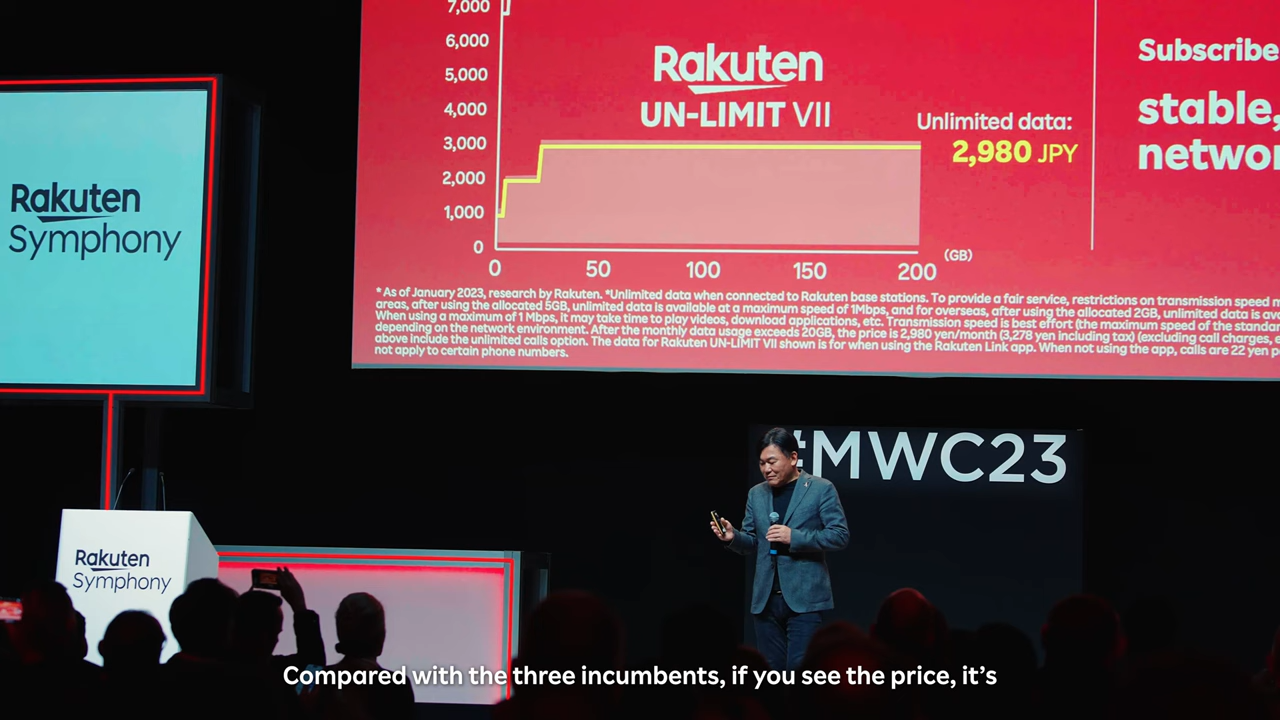 7,000
6,000
5,000
4,000
3,000
2,000
1,000
0
0 50 100 150 200 (GB)
Rakuten
UN-LIMIT VII
Unlimited data:
2,980 JPY
Subscribe
stable,
networ
* As of January 2023, research by Rakuten. *Unlimited data when connected to Rakuten base stations. To provide a fair service, restrictions on transmission speed m
areas, after using the allocated 5GB, unlimited data is available at a maximum speed of 1Mbps, and for overseas, after using the allocated 2GB, unlimited data is ava
When using a maximum of 1 Mbps, it may take time to play videos, download applications, etc. Transmission speed is best effort (the maximum speed of the standar
depending on the network environment. After the monthly data usage exceeds 20GB, the price is 2,980 yen/month (3,278 yen including tax) (excluding call charges, e
above include the unlimited calls option. The data for Rakuten UN-LIMIT VII shown is for when using the Rakuten Link app. When not using the app, calls are 22 yen p
not apply to certain phone numbers.
Rakuten
Symphony
#MWC23
Rakuten
Symphony
Compared with the three incumbents, if you see the price, it's